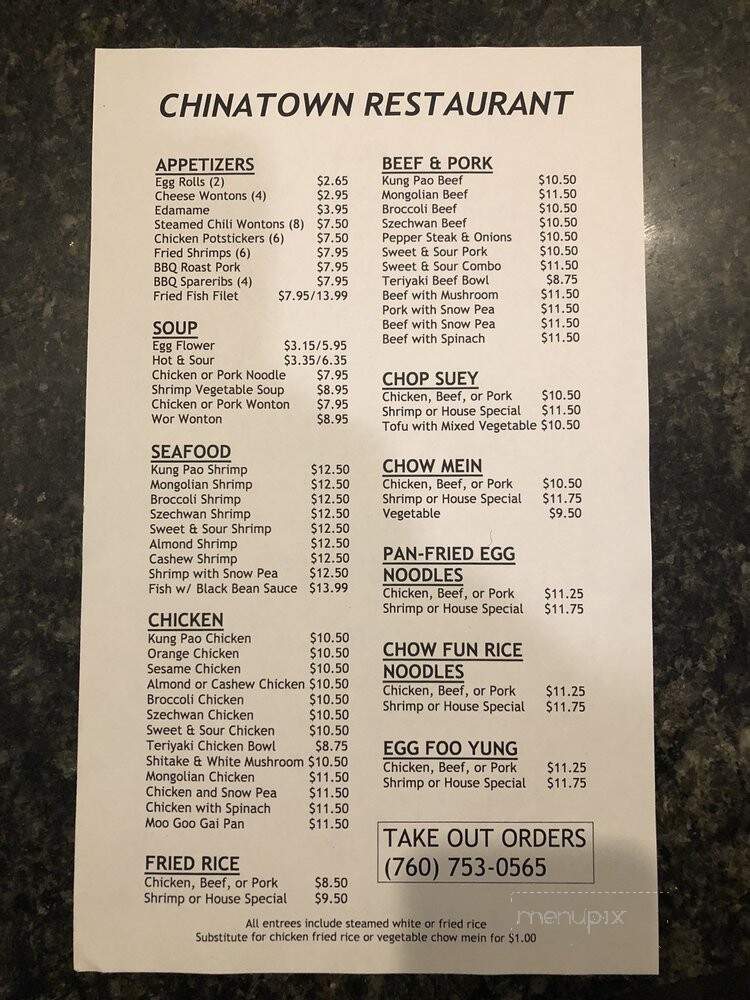 CHINATOWN RESTAURANT
APPETIZERS
Egg Rolls (2) $2.65
Cheese Wontons (4) $2.95
Edamame $3.95
Steamed Chili Wontons (8) $7.50
Chicken Potstickers (6) $7.50
Fried Shrimps (6) $7.95
BBQ Roast Pork $7.95
BBQ Spareribs (4) $7.95
Fried Fish Filet $7.95/13.99
SOUP
Egg Flower $3.15/5.95
Hot & Sour $3.35/6.35
Chicken or Pork Noodle $7.95
Shrimp Vegetable Soup $8.95
Chicken or Pork Wonton $7.95
Wor Wonton $8.95
SEAFOOD
Kung Pao Shrimp $12.50
Mongolian Shrimp $12.50
Broccoli Shrimp $12.50
Szechwan Shrimp $12.50
Sweet & Sour Shrimp $12.50
Almond Shrimp $12.50
Cashew Shrimp $12.50
Shrimp with Snow Pea $12.50
Fish w/ Black Bean Sauce $13.99
CHICKEN
Kung Pao Chicken $10.50
Orange Chicken $10.50
Sesame Chicken $10.50
Almond or Cashew Chicken $10.50
Broccoli Chicken $10.50
Szechwan Chicken $10.50
Sweet & Sour Chicken $10.50
Teriyaki Chicken Bowl $8.75
Shitake & White Mushroom $10.50
Mongolian Chicken $11.50
Chicken and Snow Pea $11.50
Chicken with Spinach $11.50
Moo Goo Gai Pan $11.50
FRIED RICE
Chicken, Beef, or Pork $8.50
Shrimp or House Special $9.50
BEEF & PORK
Kung Pao Beef $10.50
Mongolian Beef $11.50
Broccoli Beef $10.50
Szechwan Beef $10.50
Pepper Steak & Onions $10.50
Sweet & Sour Pork $10.50
Sweet & Sour Combo $11.50
Teriyaki Beef Bowl $8.75
Beef with Mushroom $11.50
Pork with Snow Pea $11.50
Beef with Snow Pea $11.50
Beef with Spinach $11.50
CHOP SUEY
Chicken, Beef, or Pork $10.50
Shrimp or House Special $11.50
Tofu with Mixed Vegetable $10.50
CHOW MEIN
Chicken, Beef, or Pork $10.50
Shrimp or House Special $11.75
Vegetable $9.50
PAN-FRIED EGG
NOODLES
Chicken, Beef, or Pork $11.25
Shrimp or House Special $11.75
CHOW FUN RICE
NOODLES
Chicken, Beef, or Pork $11.25
Shrimp or House Special $11.75
EGG FOO YUNG
Chicken, Beef, or Pork $11.25
Shrimp or House Special $11.75
TAKE OUT ORDERS
(760) 753-0565
All entrees include steamed white or fried rice
Substitute for chicken fried rice or vegetable chow mein for $1.00
menupix